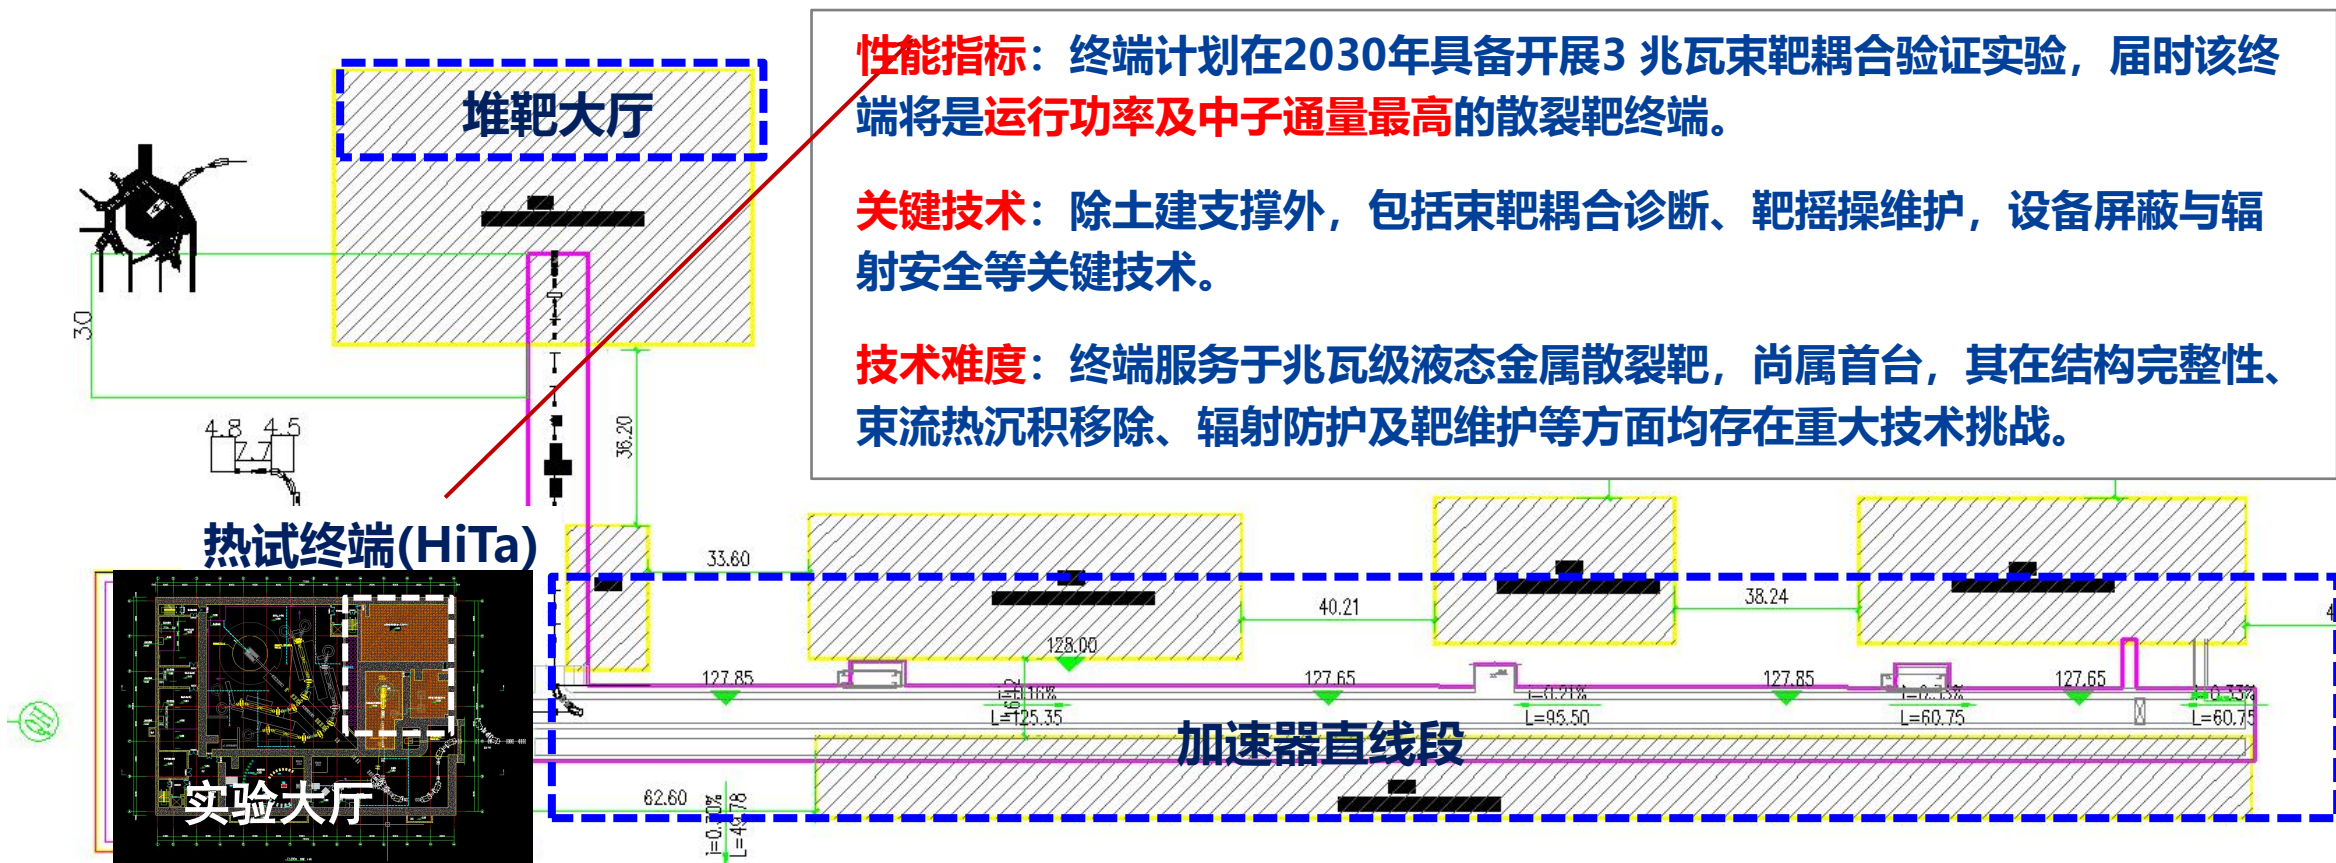 性能指标：终端计划在2030年具备开展3 兆瓦束靶耦合验证实验，届时该终
端将是运行功率及中子通量最高的散裂靶终端。
关键技术：除土建支撑外，包括束靶耦合诊断、靶摇操维护，设备屏蔽与辐
射安全等关键技术。
技术难度：终端服务于兆瓦级液态金属散裂靶，尚属首台，其在结构完整性、
束流热沉积移除、辐射防护及靶维护等方面均存在重大技术挑战。
堆靶大厅
30
4.8 4.5
7.7
36.20
热试终端(HiTa)
33.60
40.21
38.24
128.00
127.85
127.65
127.85
127.65
i=0.21%
L=125.35
L=95.50
L=60.75
L=60.75
加速器直线段
实验大厅
62.60
L=49.78